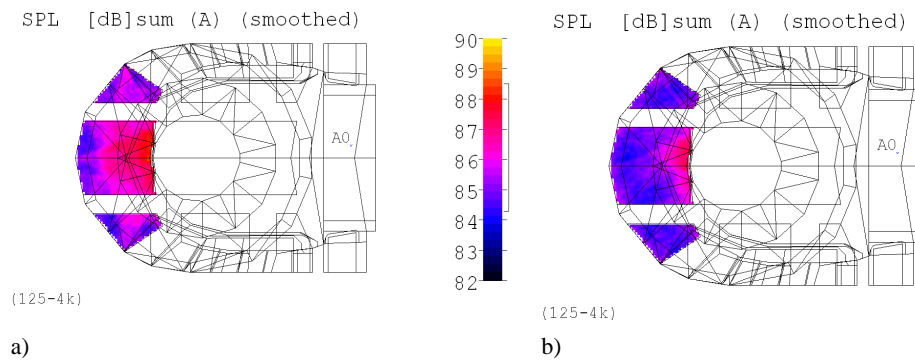 SPL [dB]sum (A) (smoothed)
A0
(125-4k)
a)
90
89
88
87
86
85
84
83
82
SPL [dB]sum (A) (smoothed)
A0
(125-4k)
b)